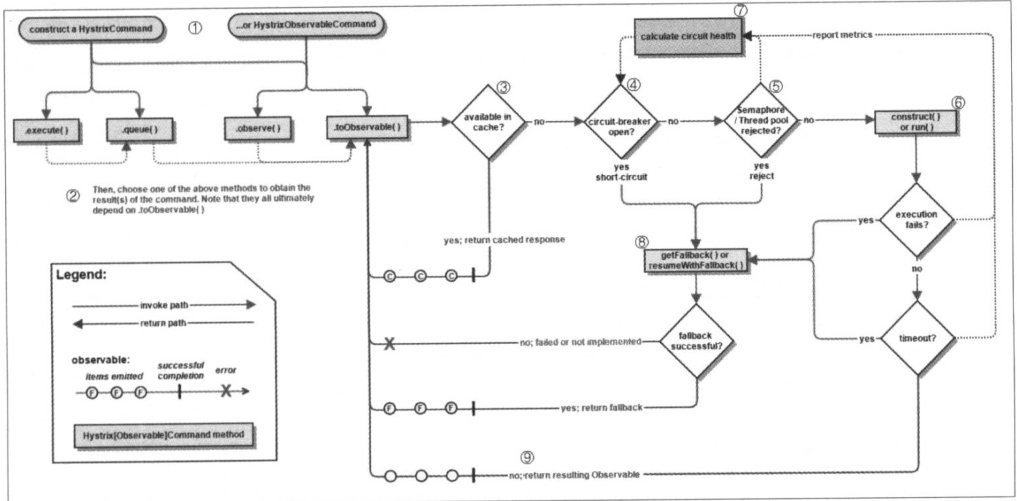 construct a HystrixCommand
①
...or HystrixObservableCommand
⑦
calculate circuit health
report metrics
③
④
⑤
⑥
.execute( )
.queue( )
.observe( )
.toObservable( )
available in
cache?
no
circuit-breaker
open?
no
Semaphore
/ Thread pool
rejected?
no
construct( )
or run( )
yes
short-circuit
yes
reject
②
Then, choose one of the above methods to obtain the
result(s) of the command. Note that they all ultimately
depend on .toObservable( )
yes
execution
fails?
yes; return cached response
⑧
getFallback( ) or
resumeWithFallback( )
no
C C C
Legend:
invoke path
return path
observable:
items emitted
successful
completion
error
F F F
X
Hystrix[Observable]Command method
X
no; failed or not implemented
fallback
successful?
yes
timeout?
F F F
yes; return fallback
⑨
no; return resulting Observable